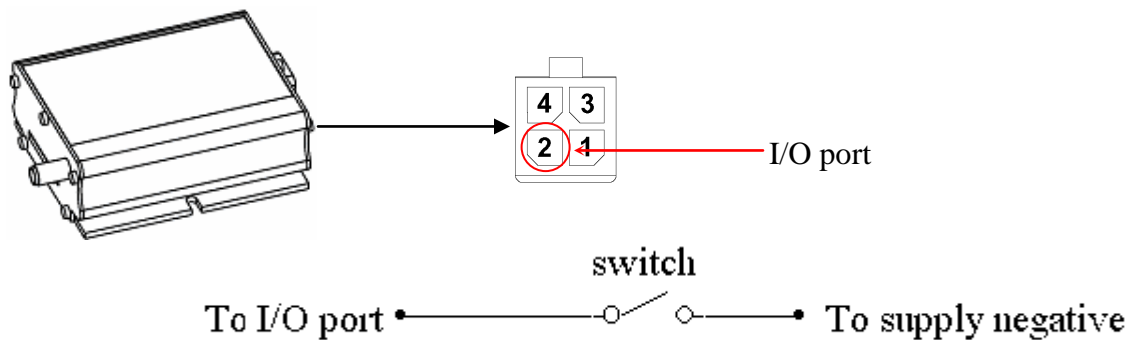 4 3
2 1
I/O port
switch
To I/O port
To supply negative